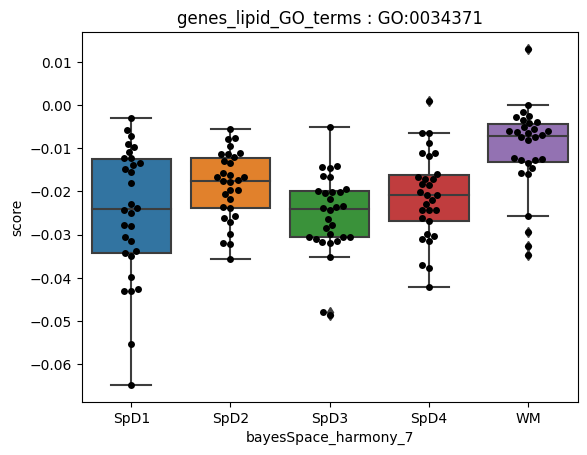 genes_lipid_GO_terms : GO:0034371
0.01
0.00
−0.01
−0.02
−0.03
−0.04
−0.05
−0.06
score
SpD1 SpD2 SpD3 SpD4 WM
bayesSpace_harmony_7